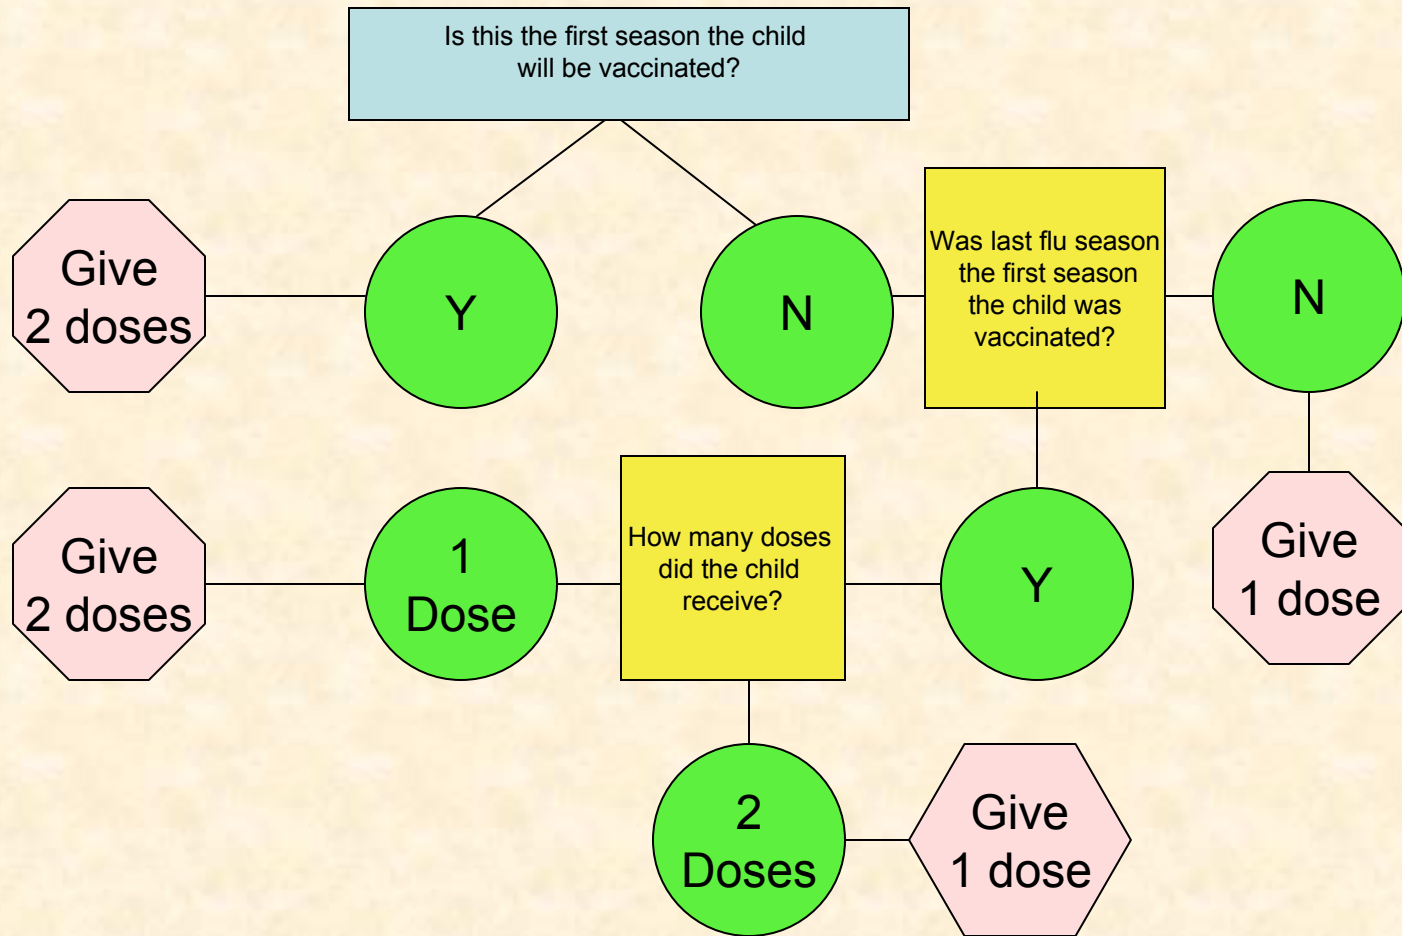 Is this the first season the child
will be vaccinated?
Give
2 doses
Y
N
Was last flu season
the first season
the child was
vaccinated?
N
Give
2 doses
1
Dose
How many doses
did the child
receive?
Y
Give
1 dose
2
Doses
Give
1 dose